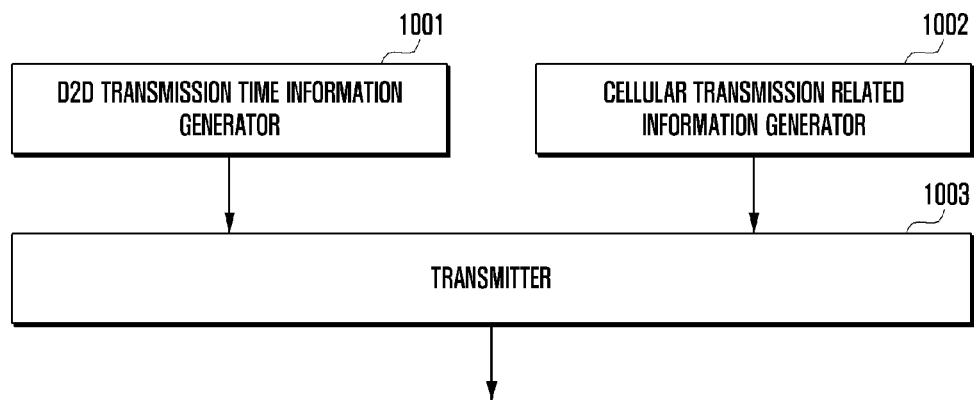 1001
1002
D2D TRANSMISSION TIME INFORMATION
GENERATOR
CELLULAR TRANSMISSION RELATED
INFORMATION GENERATOR
1003
TRANSMITTER